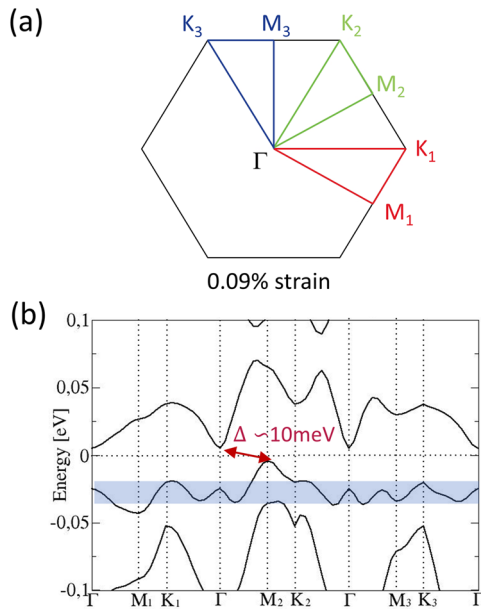 (a)
K₃ M₃ K₂
M₂
Γ K₁
M₁
0.09% strain
(b)
0,1
0,05
Δ ∽10meV
0
-0,05
-0,1
Energy [eV]
Γ M₁ K₁ Γ M₂ K₂ Γ M₃ K₃ Γ